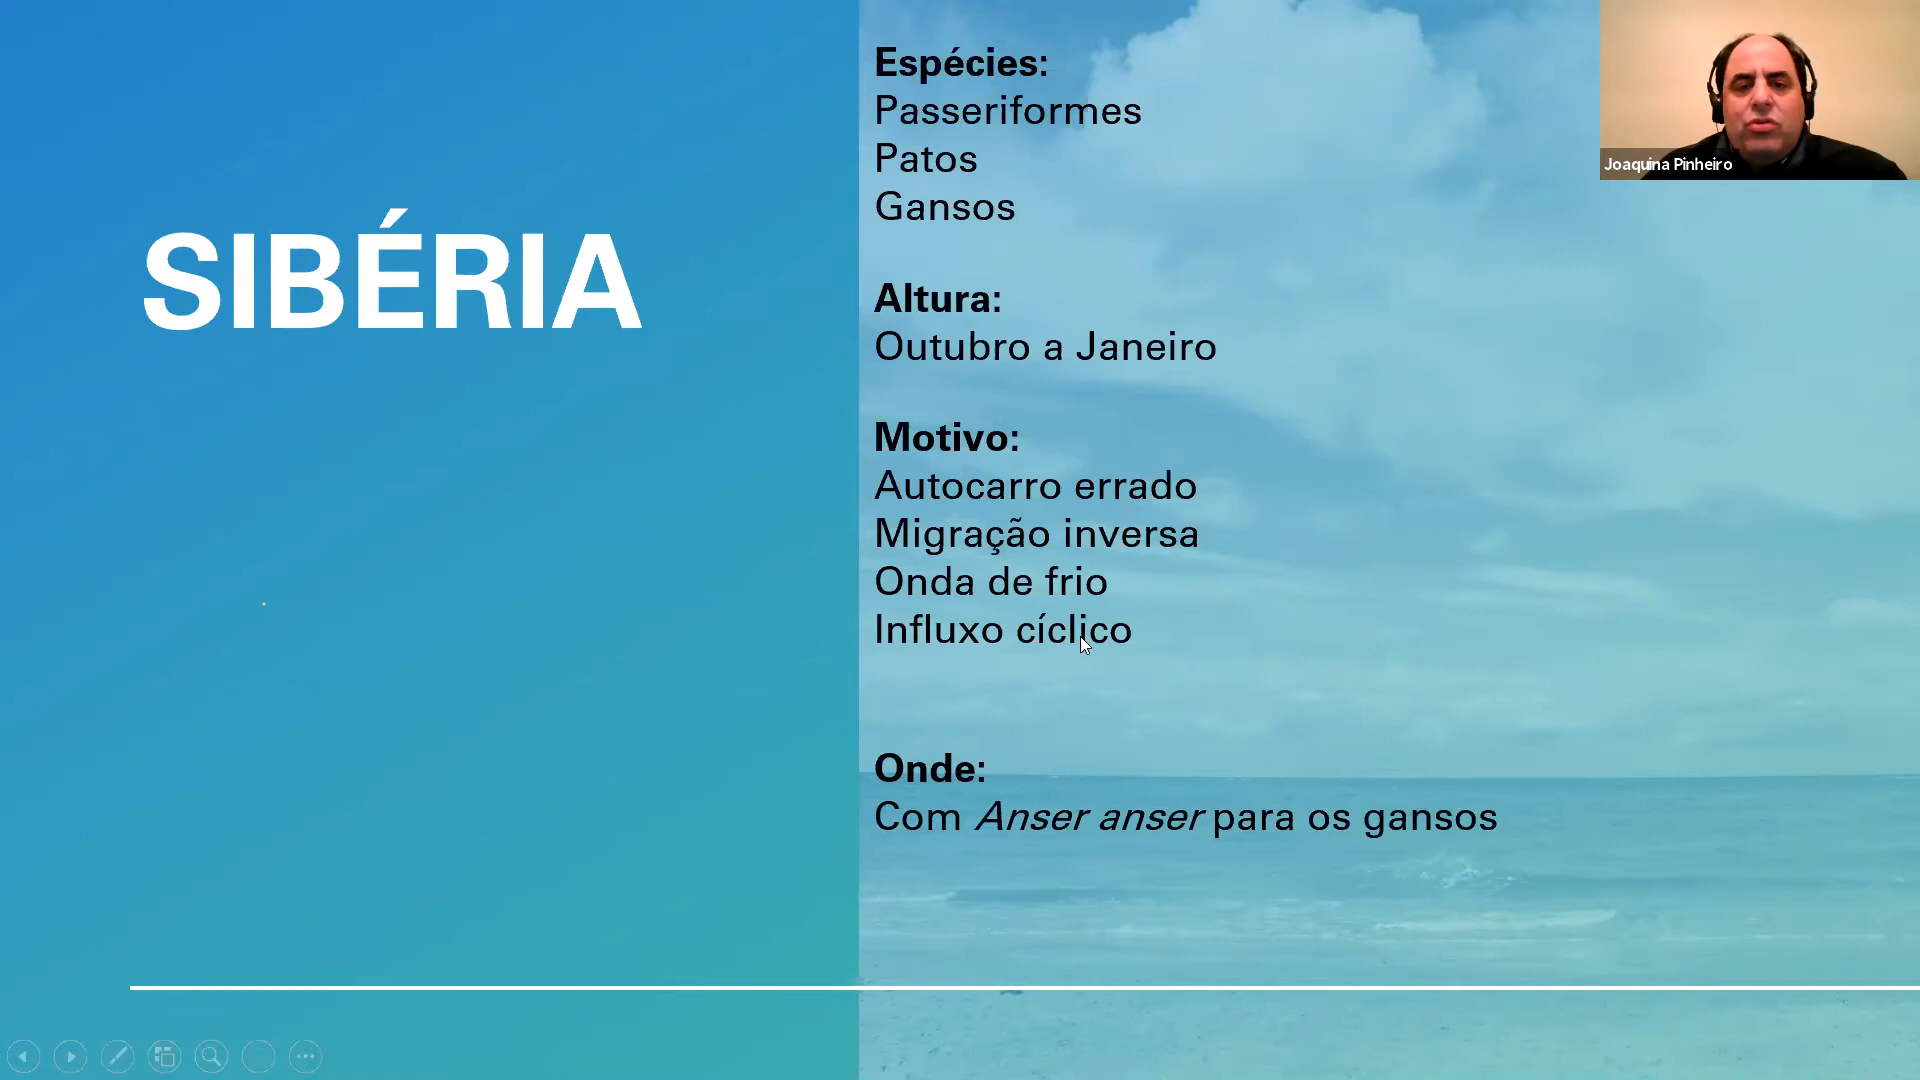 SIBÉRIA
Espécies:
Passeriformes
Patos
Gansos
Altura:
Outubro a Janeiro
Motivo:
Autocarro errado
Migração inversa
Onda de frio
Influxo cíclico
Onde:
Com Anser anser para os gansos
Joaquina Pinheiro